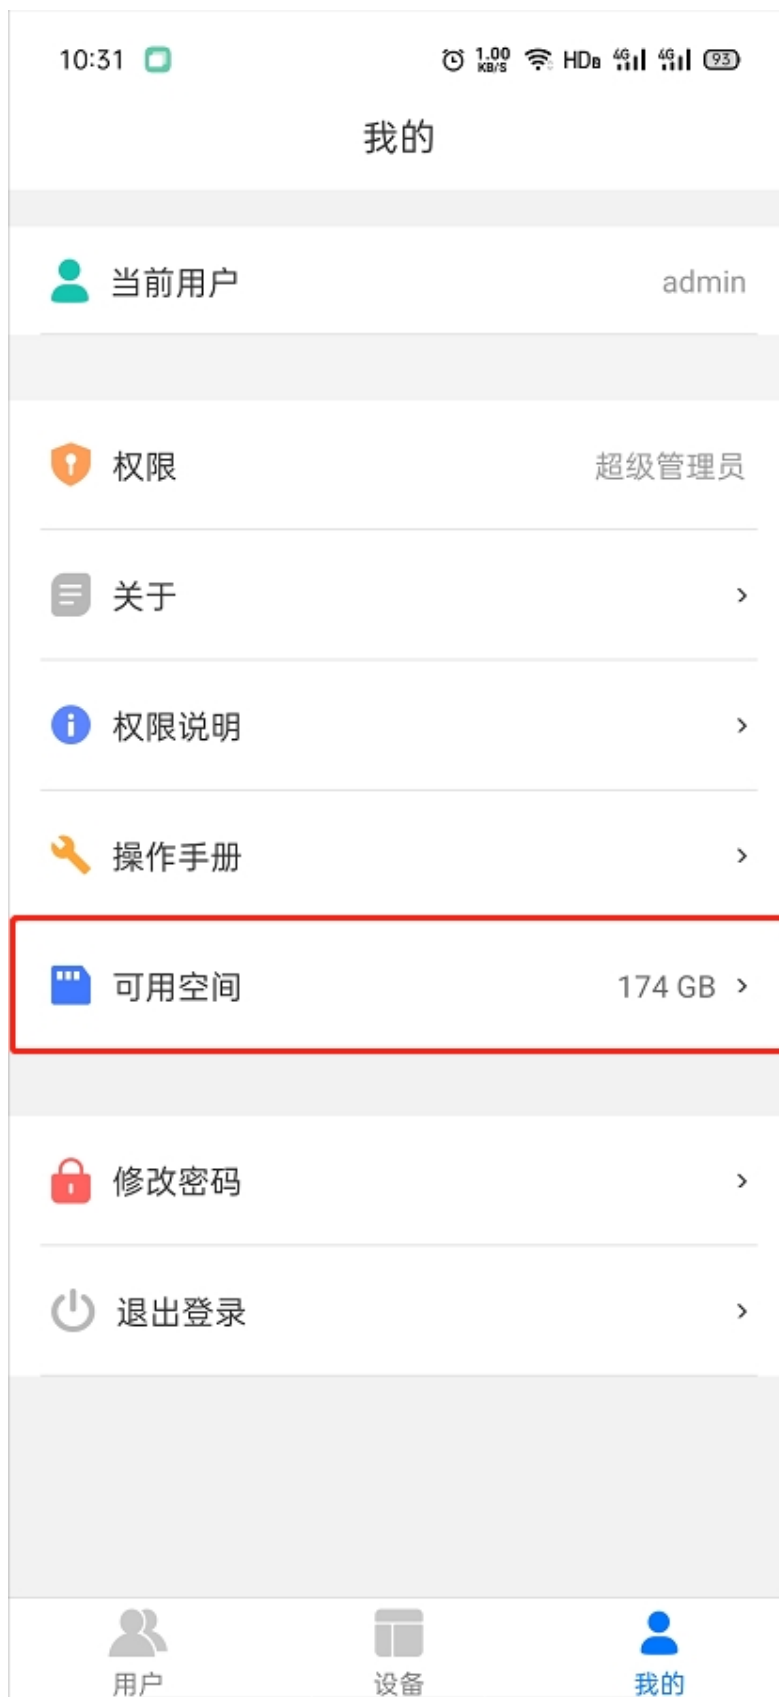 10:31 1.00 KB/S HDB 4G 4G 93
我的
当前用户 admin
权限 超级管理员
关于
权限说明
操作手册
可用空间 174 GB
修改密码
退出登录
用户 设备 我的